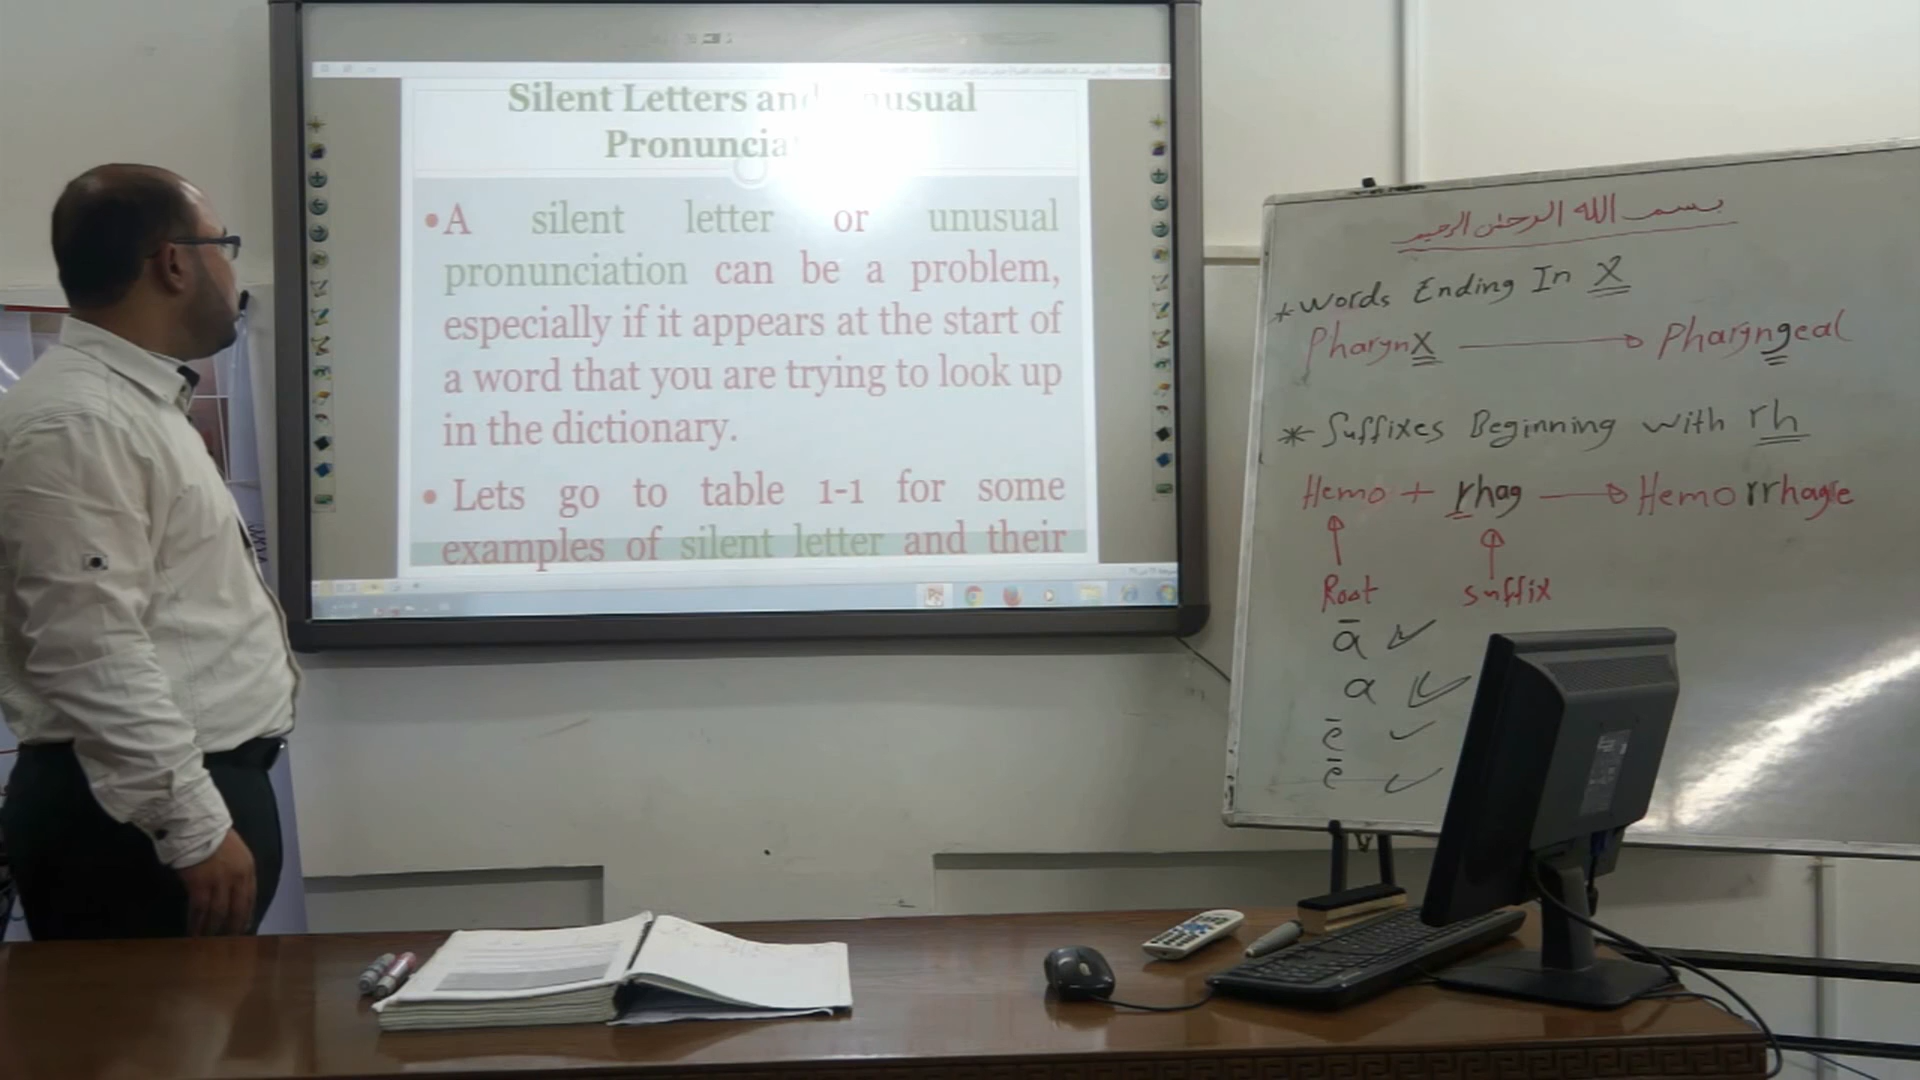 Silent Letters and usual
Pronuncia
•A silent letter or unusual
pronunciation can be a problem,
especially if it appears at the start of
a word that you are trying to look up
in the dictionary.
• Lets go to table 1-1 for some
examples of silent letter and their
بسم الله الرحمن الرحيم
* Words Ending In X
Pharynx → Pharyngeal
* Suffixes Beginning with rh
Hemo + rhag → Hemorrhage
Root suffix
ā ✓
a ✓
ē ✓
ē ✓